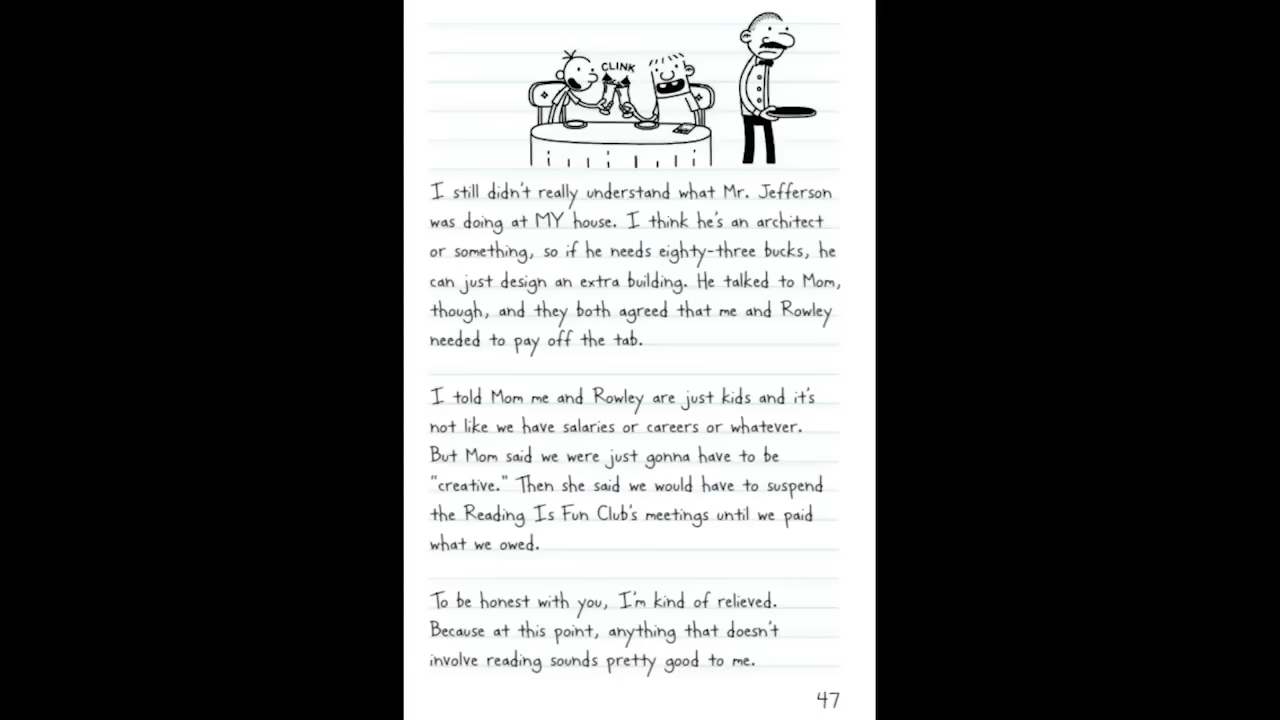 CLINK
I still didn't really understand what Mr. Jefferson
was doing at MY house. I think he's an architect
or something, so if he needs eighty-three bucks, he
can just design an extra building. He talked to Mom,
though, and they both agreed that me and Rowley
needed to pay off the tab.
I told Mom me and Rowley are just kids and it's
not like we have salaries or careers or whatever.
But Mom said we were just gonna have to be
"creative." Then she said we would have to suspend
the Reading Is Fun Club's meetings until we paid
what we owed.
To be honest with you, I'm kind of relieved.
Because at this point, anything that doesn't
involve reading sounds pretty good to me.
47